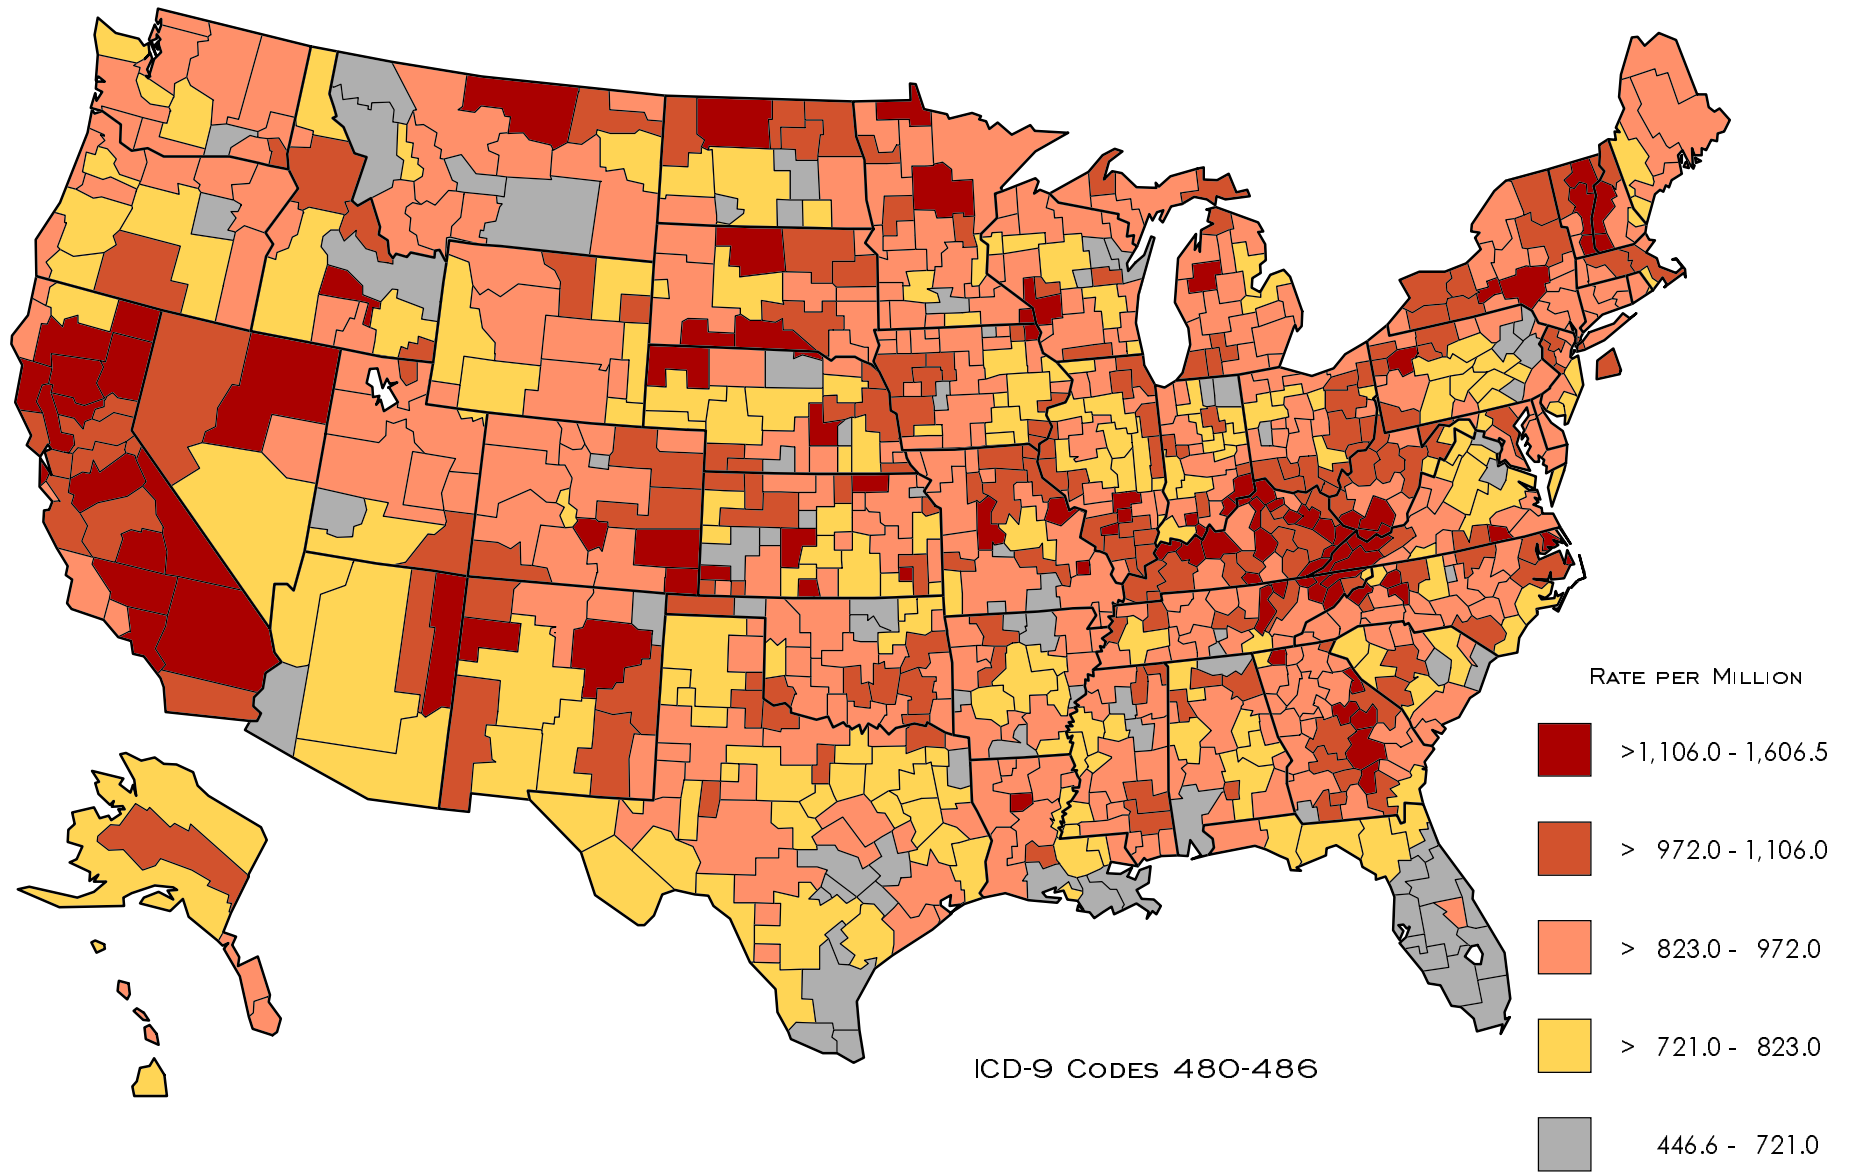 RATE PER MILLION
>1,106.0 - 1,606.5
> 972.0 - 1,106.0
> 823.0 - 972.0
> 721.0 - 823.0
446.6 - 721.0
ICD-9 CODES 480-486